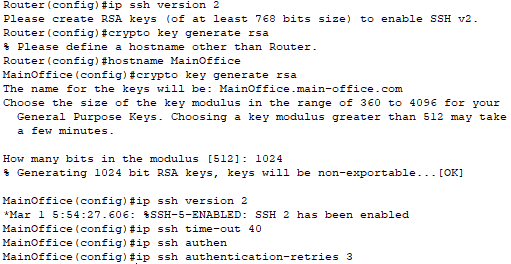 Router(config)#ip ssh version 2
Please create RSA keys (of at least 768 bits size) to enable SSH v2.
Router(config)#crypto key generate rsa
% Please define a hostname other than Router.
Router(config)#hostname MainOffice
MainOffice(config)#crypto key generate rsa
The name for the keys will be: MainOffice.main-office.com
Choose the size of the key modulus in the range of 360 to 4096 for your
General Purpose Keys. Choosing a key modulus greater than 512 may take
a few minutes.
How many bits in the modulus [512]: 1024
% Generating 1024 bit RSA keys, keys will be non-exportable...[OK]
MainOffice(config)#ip ssh version 2
*Mar 1 5:54:27.606: %SSH-5-ENABLED: SSH 2 has been enabled
MainOffice(config)#ip ssh time-out 40
MainOffice(config)#ip ssh authen
MainOffice(config)#ip ssh authentication-retries 3